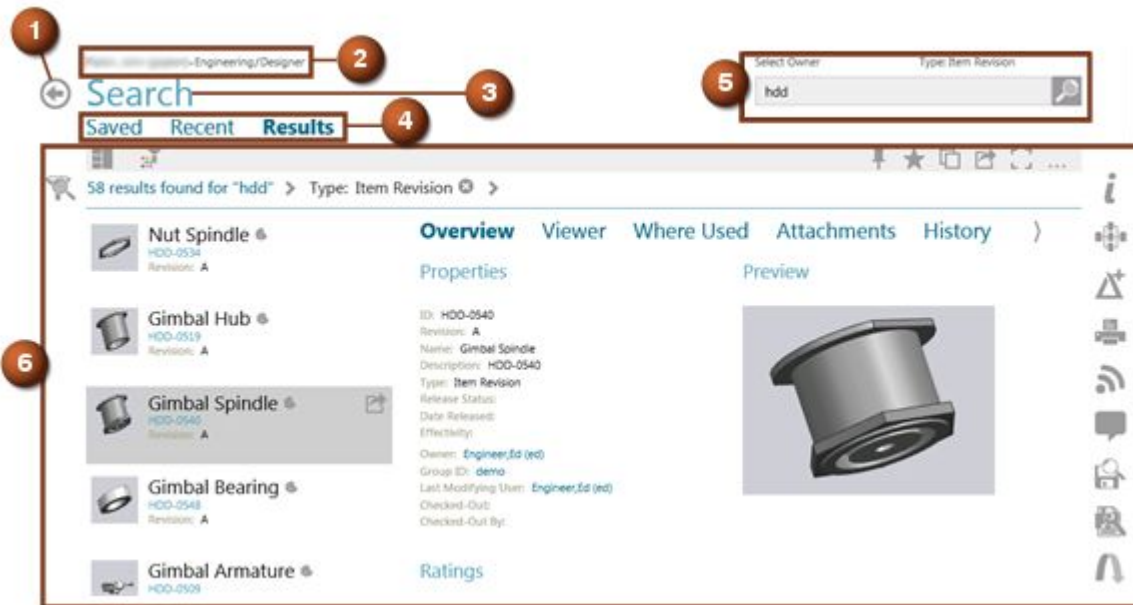 1
2
-Engineering/Designer
Select Owner
Type: Item Revision
5
hdd
Search
3
Saved Recent Results
4
...
58 results found for "hdd" > Type: Item Revision >
6
Nut Spindle
HDD-0534
Revision: A
Gimbal Hub
HDD-0519
Revision: A
Gimbal Spindle
HDD-0540
Revision: A
Gimbal Bearing
HDD-0548
Revision: A
Gimbal Armature
HDD-0509
Overview Viewer Where Used Attachments History
Properties
ID: HDD-0540
Revision: A
Name: Gimbal Spindle
Description: HDD-0540
Type: Item Revision
Release Status:
Date Released:
Effectivity:
Owner: Engineer,Ed (ed)
Group ID: demo
Last Modifying User: Engineer,Ed (ed)
Checked-Out:
Checked-Out By:
Ratings
Preview